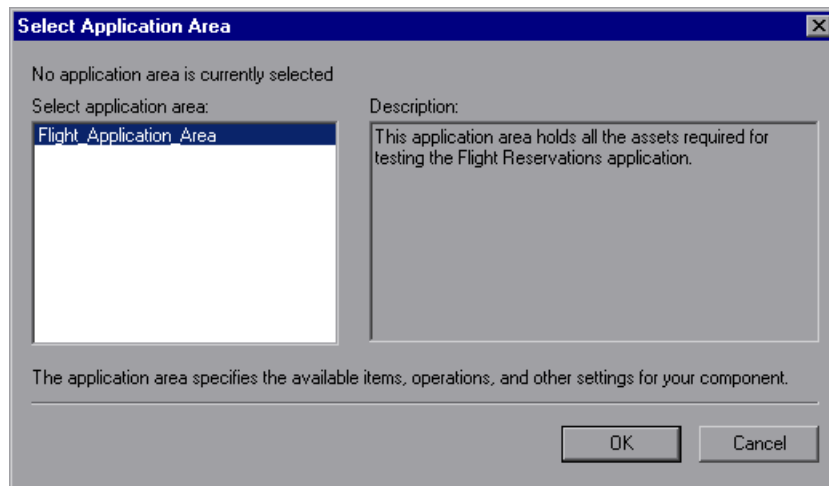 Select Application Area
No application area is currently selected
Select application area:
Description:
Flight_Application_Area
This application area holds all the assets required for
testing the Flight Reservations application.
The application area specifies the available items, operations, and other settings for your component.
OK
Cancel